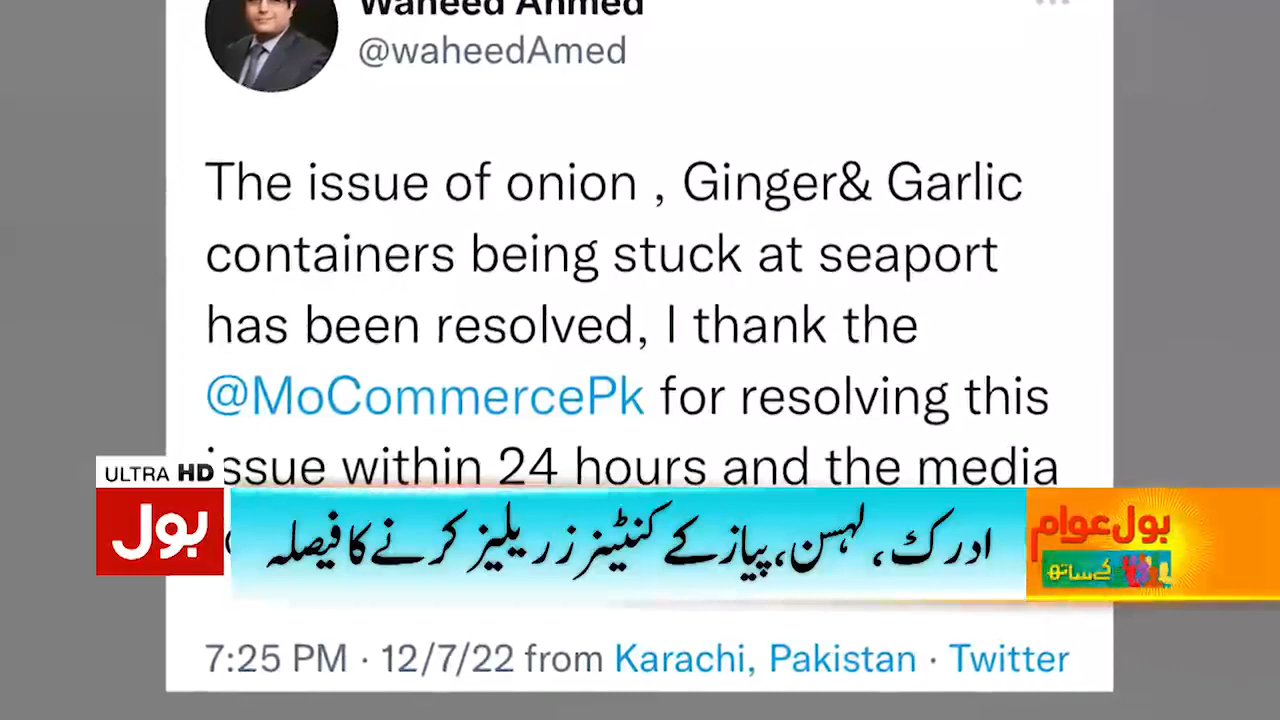 Waheed Ahmed
@waheedAmed
The issue of onion , Ginger& Garlic
containers being stuck at seaport
has been resolved, I thank the
@MoCommercePk for resolving this
issue within 24 hours and the media
ULTRA HD
بول
ادرک، لہسن، پیاز کے کنٹینرز ریلیز کرنے کا فیصلہ
بول عوام
کے ساتھ
7:25 PM · 12/7/22 from Karachi, Pakistan · Twitter